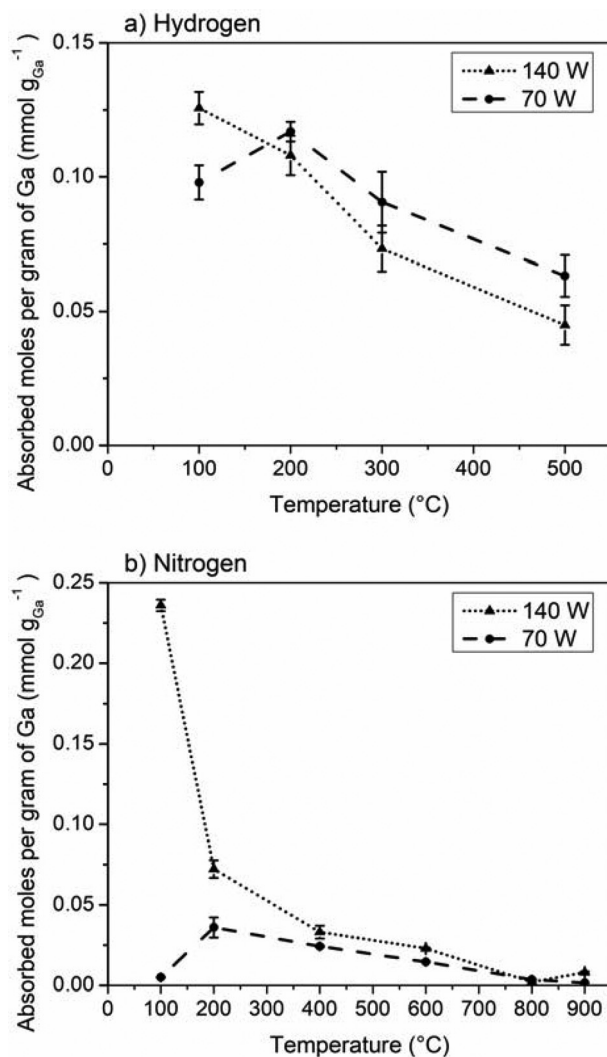 a) Hydrogen
140 W
70 W
Absorbed moles per gram of Ga (mmol g_Ga⁻¹)
0.15
0.10
0.05
0.00
0 100 200 300 400 500
Temperature (°C)
b) Nitrogen
140 W
70 W
Absorbed moles per gram of Ga (mmol g_Ga⁻¹)
0.25
0.20
0.15
0.10
0.05
0.00
0 100 200 300 400 500 600 700 800 900
Temperature (°C)